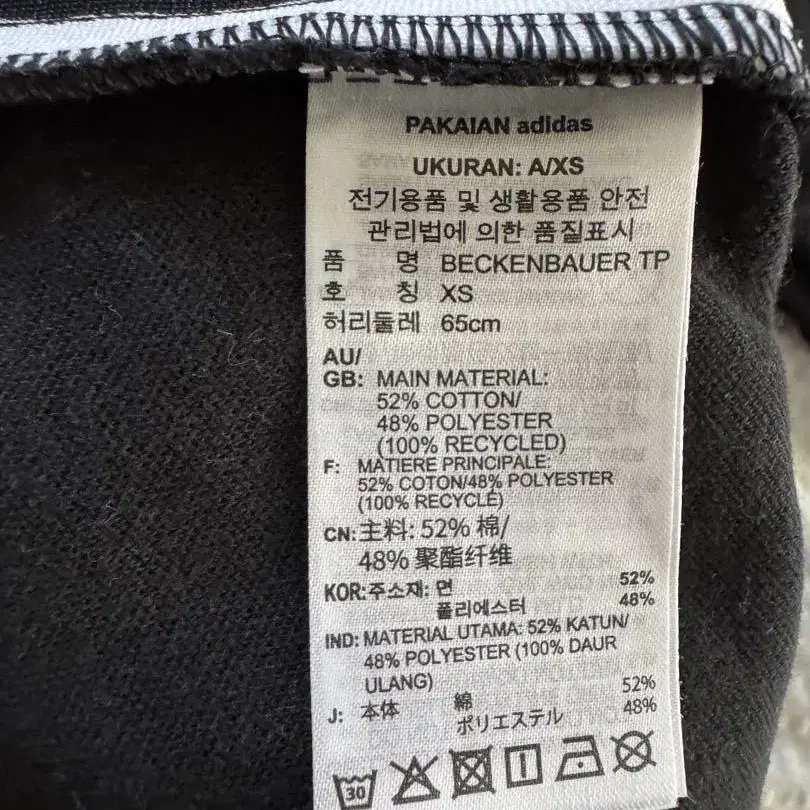 PAKAIAN adidas
UKURAN: A/XS
전기용품 및 생활용품 안전
관리법에 의한 품질표시
품 명 BECKENBAUER TP
호 칭 XS
허리둘레 65cm
AU/
GB: MAIN MATERIAL:
52% COTTON/
48% POLYESTER
(100% RECYCLED)
F: MATIERE PRINCIPALE:
52% COTON/48% POLYESTER
(100% RECYCLÉ)
CN: 主料: 52% 棉/
48% 聚酯纤维
KOR: 주소재: 면 52%
폴리에스터 48%
IND: MATERIAL UTAMA: 52% KATUN/
48% POLYESTER (100% DAUR
ULANG)
J: 本体 綿 52%
ポリエステル 48%
30